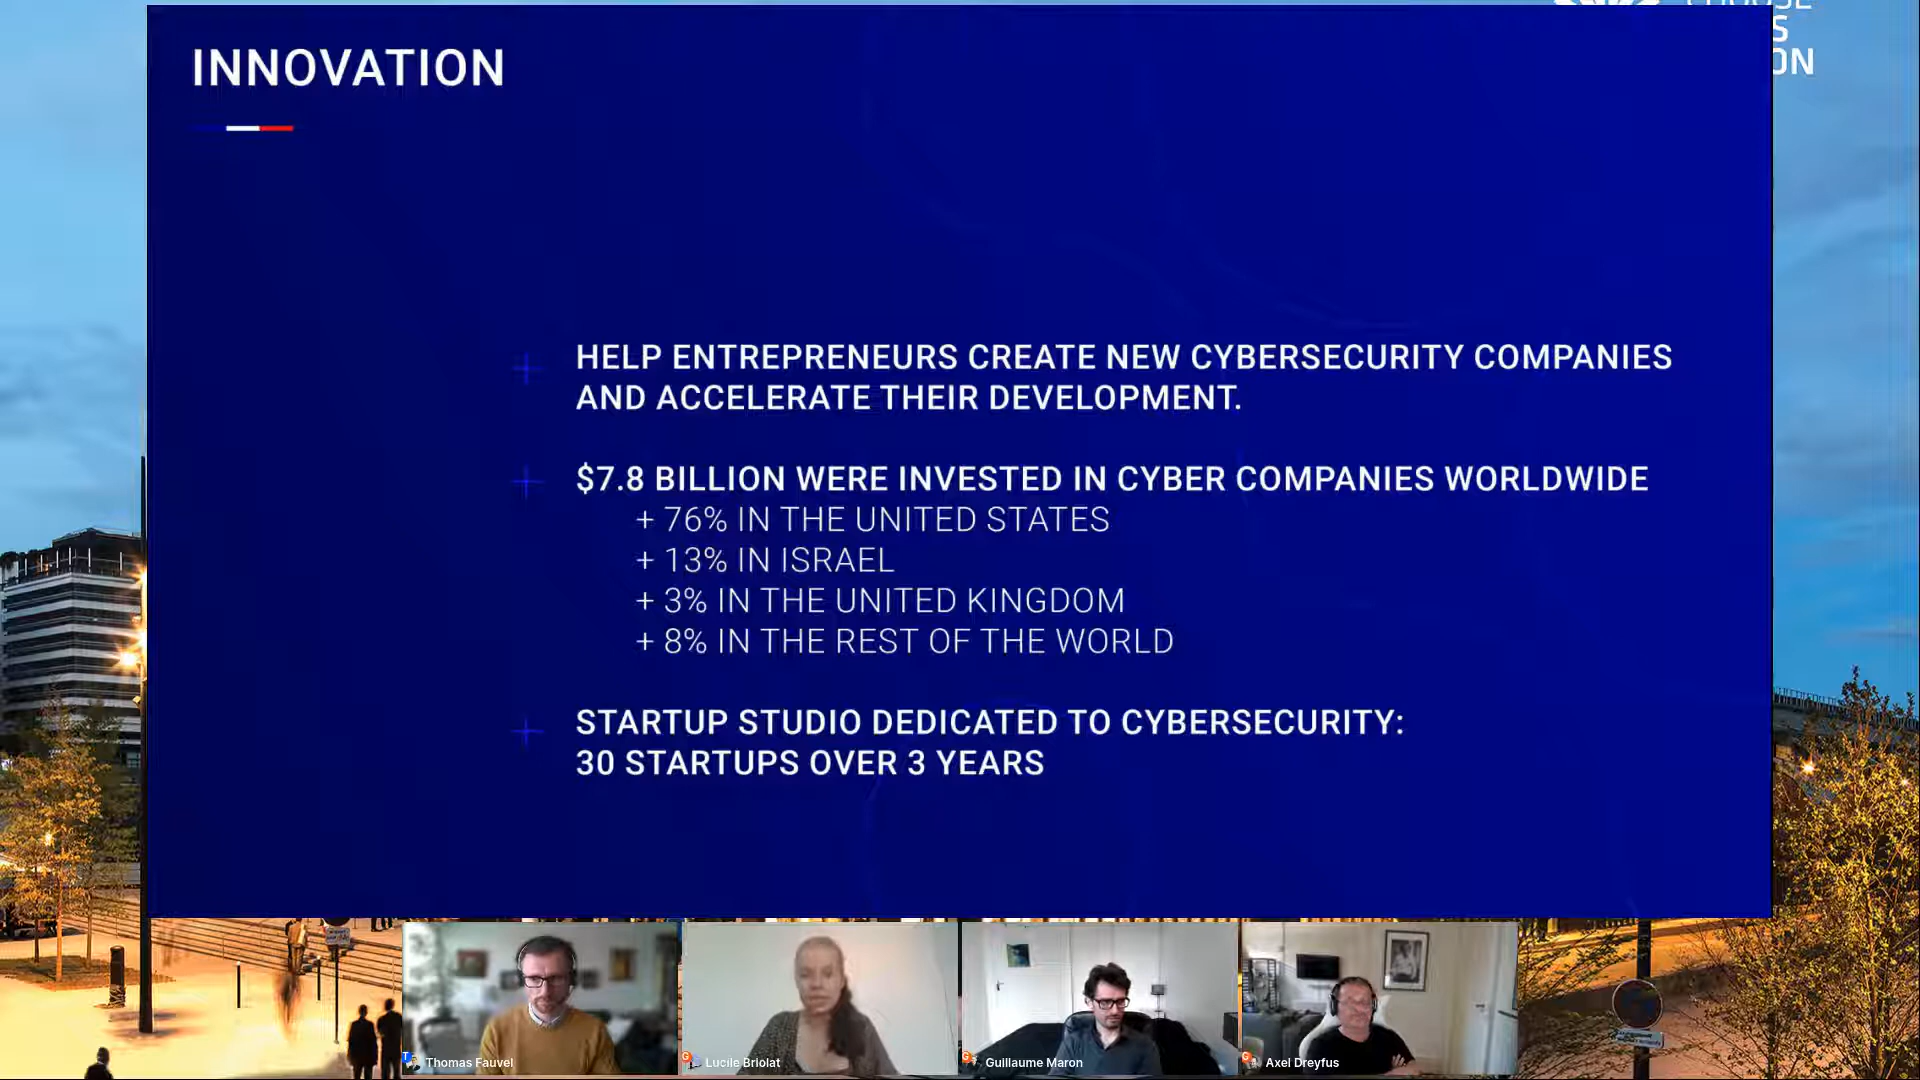 CHOOSE
S
ON
INNOVATION
HELP ENTREPRENEURS CREATE NEW CYBERSECURITY COMPANIES
AND ACCELERATE THEIR DEVELOPMENT.
$7.8 BILLION WERE INVESTED IN CYBER COMPANIES WORLDWIDE
+ 76% IN THE UNITED STATES
+ 13% IN ISRAEL
+ 3% IN THE UNITED KINGDOM
+ 8% IN THE REST OF THE WORLD
STARTUP STUDIO DEDICATED TO CYBERSECURITY:
30 STARTUPS OVER 3 YEARS
Thomas Fauvel
Lucile Briolat
Guillaume Maron
Axel Dreyfus